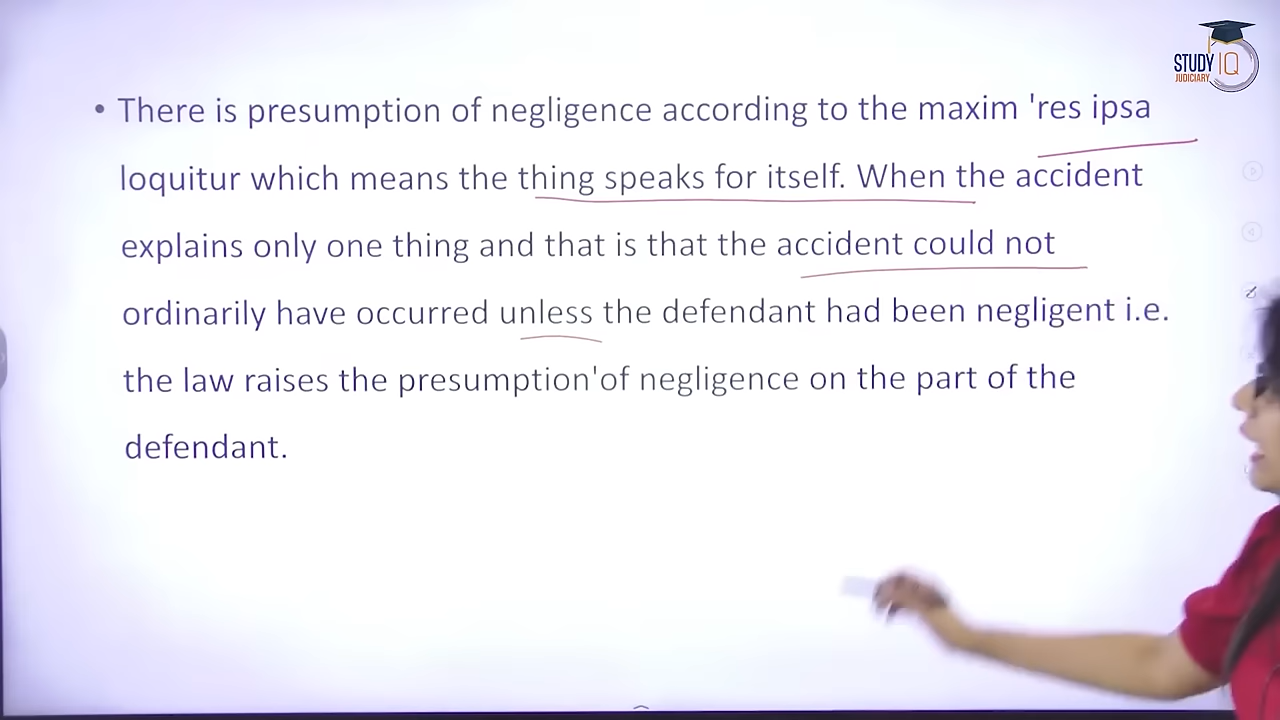 STUDY IQ
JUDICIARY
• There is presumption of negligence according to the maxim 'res ipsa
loquitur which means the thing speaks for itself. When the accident
explains only one thing and that is that the accident could not
ordinarily have occurred unless the defendant had been negligent i.e.
the law raises the presumption'of negligence on the part of the
defendant.